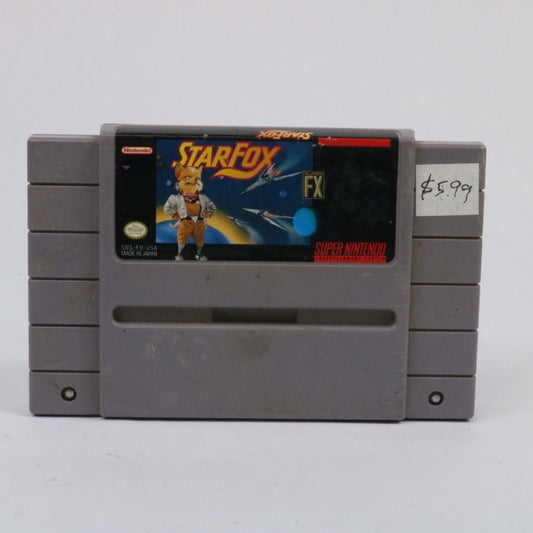 STARFOX
Nintendo
STARFOX
FX
$5.99
SNS-FO-USA
MADE IN JAPAN
SUPER NINTENDO
ENTERTAINMENT SYSTEM